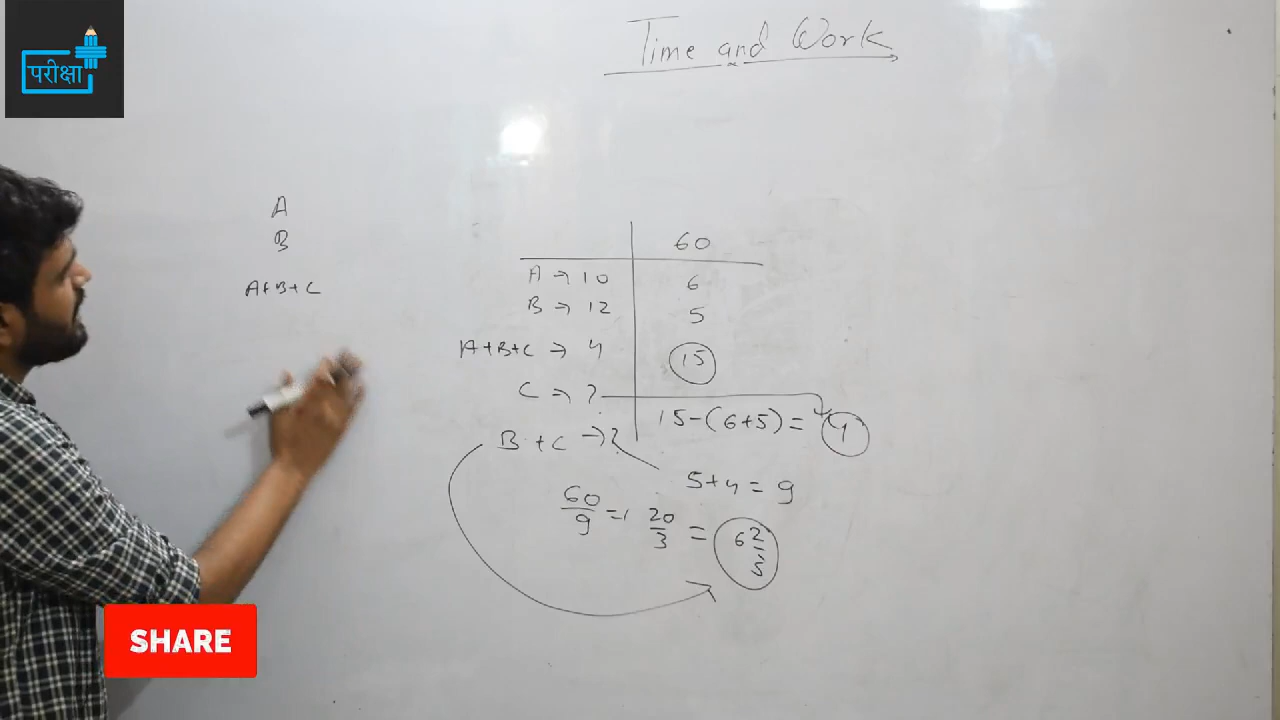 परीक्षा
Time and Work
A
B
A+B+C
60
A → 10 6
B → 12 5
A+B+C → 4 15
C → ?
15-(6+5) = 4
B + C → ?
5+4 = 9
60/9 = 20/3 = 6 2/3
SHARE